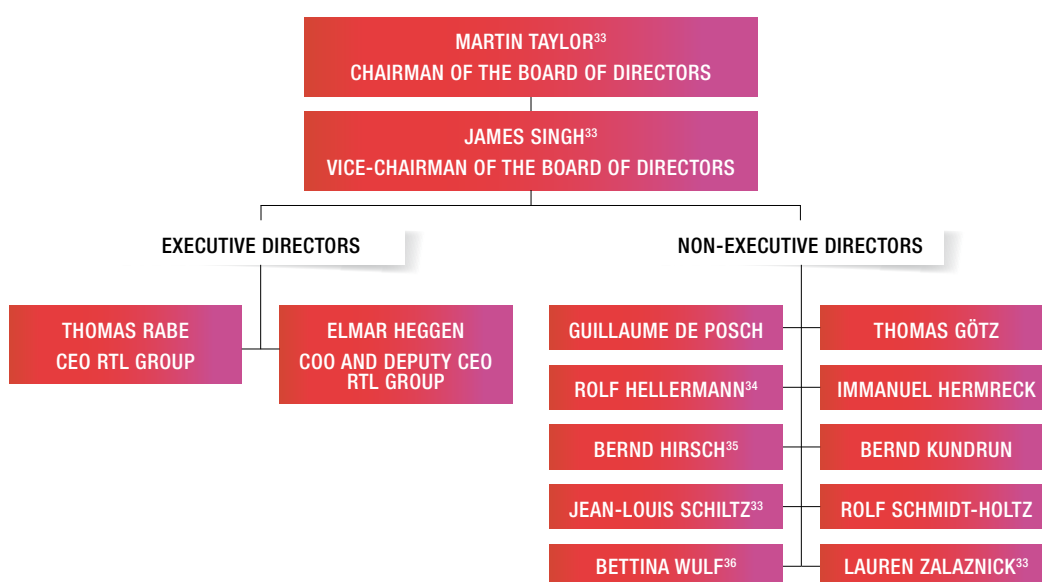 MARTIN TAYLOR³³
CHAIRMAN OF THE BOARD OF DIRECTORS
JAMES SINGH³³
VICE-CHAIRMAN OF THE BOARD OF DIRECTORS
EXECUTIVE DIRECTORS
NON-EXECUTIVE DIRECTORS
THOMAS RABE
CEO RTL GROUP
ELMAR HEGGEN
COO AND DEPUTY CEO
RTL GROUP
GUILLAUME DE POSCH
THOMAS GÖTZ
ROLF HELLERMANN³⁴
IMMANUEL HERMRECK
BERND HIRSCH³⁵
BERND KUNDRUN
JEAN-LOUIS SCHILTZ³³
ROLF SCHMIDT-HOLTZ
BETTINA WULF³⁶
LAUREN ZALAZNICK³³